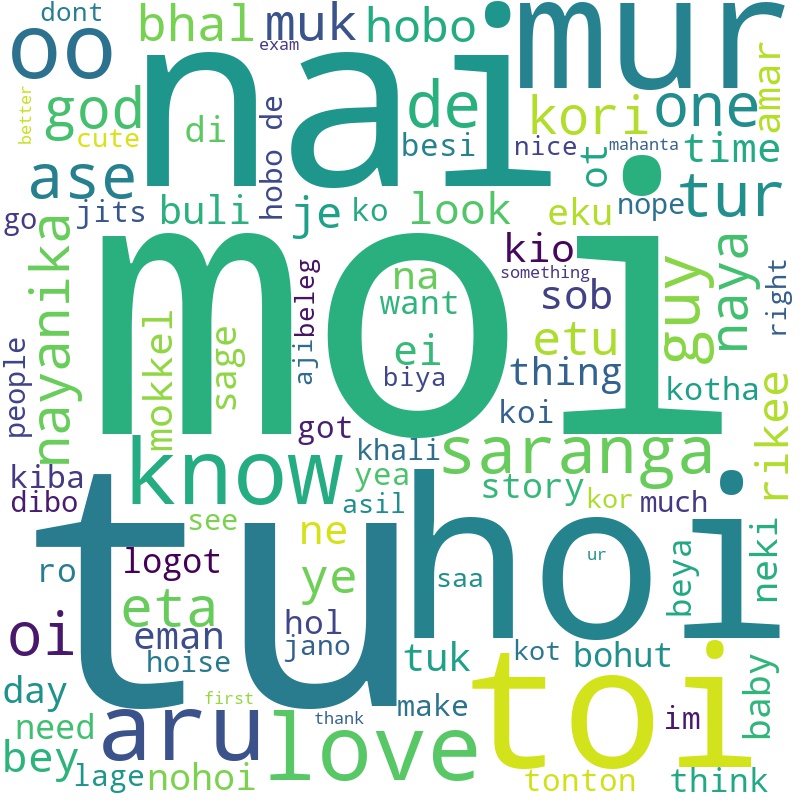 dont
oo
bhal
muk
hobo
exam
mur
nai
better
god
cute
di
hobo de
de
besi
kori
nice
one
ot
mahanta
time
amar
ase
go
jits
buli
je
ko
look
eku
nope
tur
nayanika
moi
na
want
ei
biya
kio
something
sob
guy
naya
right
people
mokkel
sage
aji
beleg
etu
thing
koi
kotha
got
khali
saranga
rikee
kiba
dibo
know
yea
asil
story
kor
much
see
ne
tu
hoi
ur
beya
neki
ro
logot
ye
saa
eta
oi
eman
hol
jano
hoise
tuk
kot
bohut
toi
baby
day
first
need
aru
love
thank
make
im
bey
lage
nohoi
tonton
think